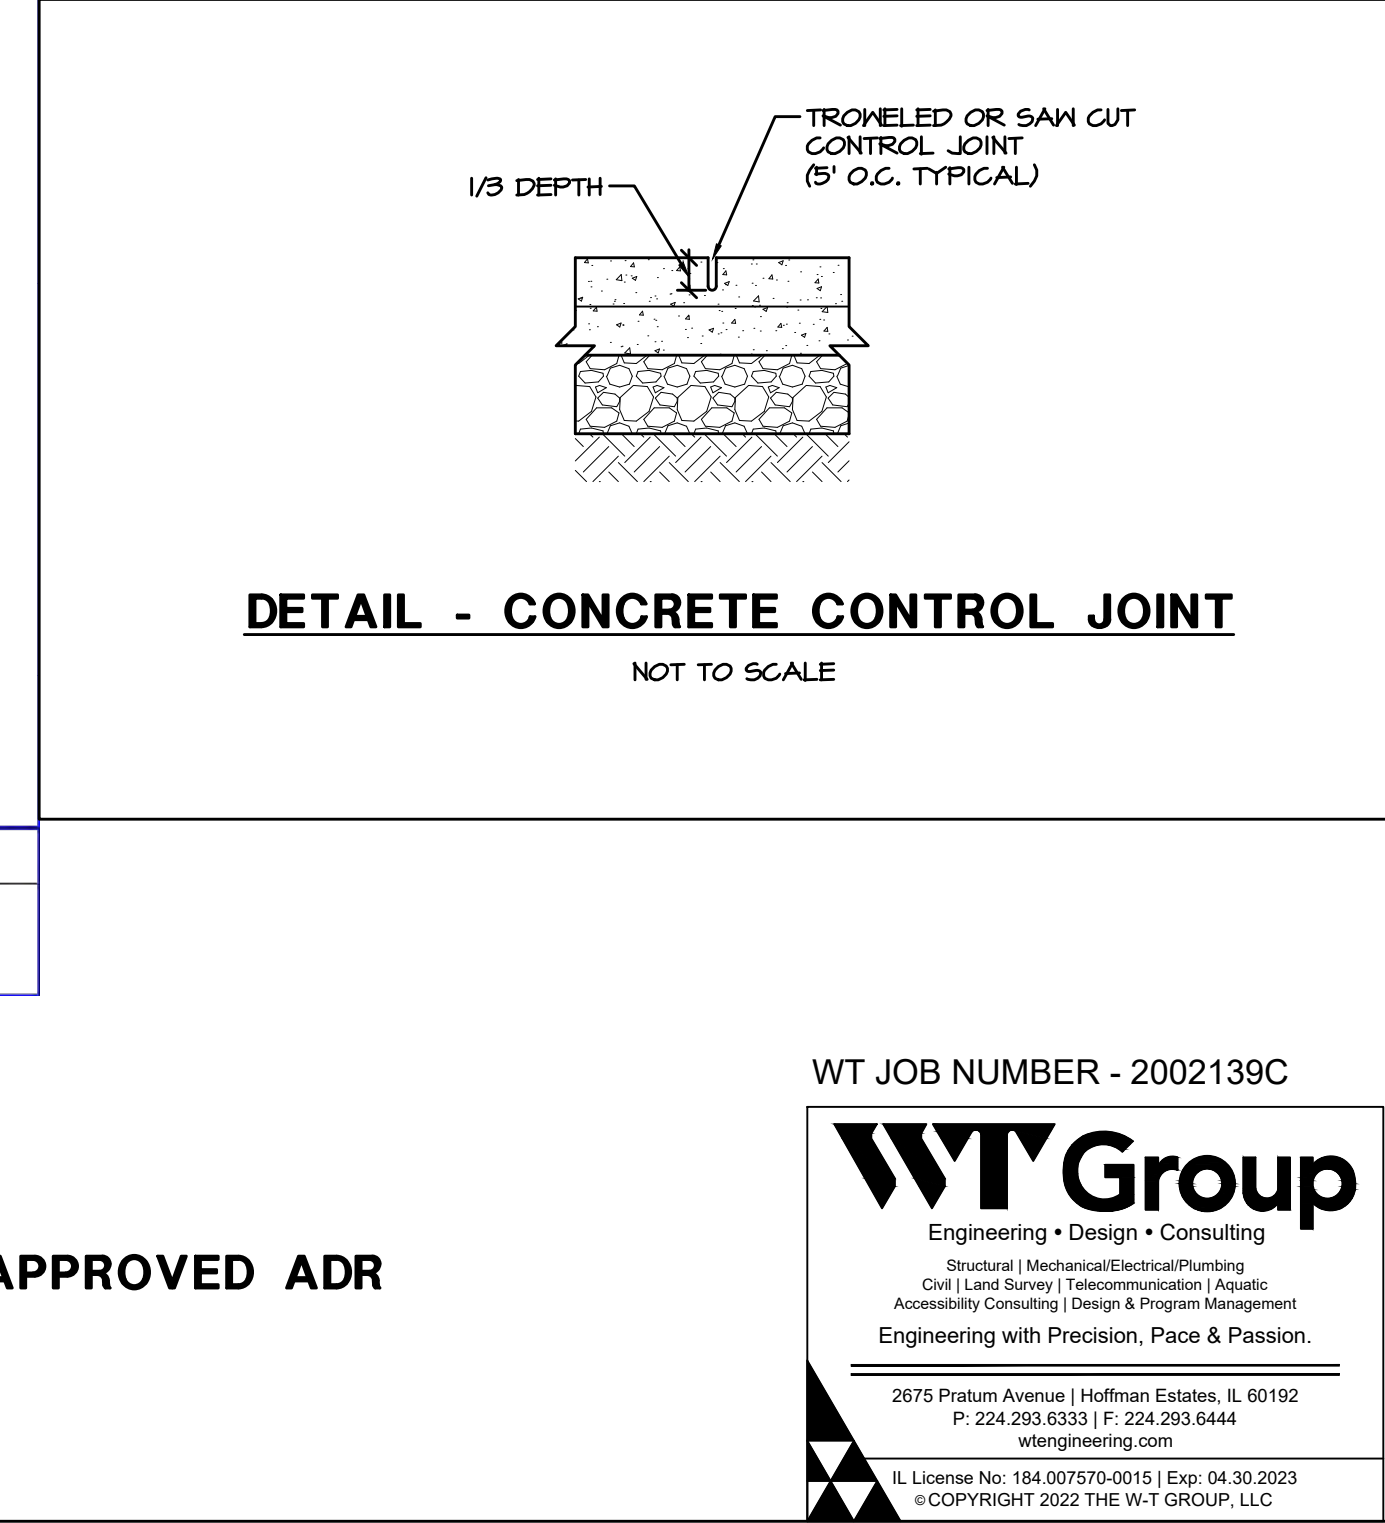 TROWELED OR SAW CUT
CONTROL JOINT
(5' O.C. TYPICAL)
1/3 DEPTH
DETAIL - CONCRETE CONTROL JOINT
NOT TO SCALE
WT JOB NUMBER - 2002139C
WT Group
Engineering • Design • Consulting
Structural | Mechanical/Electrical/Plumbing
Civil | Land Survey | Telecommunication | Aquatic
Accessibility Consulting | Design & Program Management
Engineering with Precision, Pace & Passion.
APPROVED ADR
2675 Pratum Avenue | Hoffman Estates, IL 60192
P: 224.293.6333 | F: 224.293.6444
wtengineering.com
IL License No: 184.007570-0015 | Exp: 04.30.2023
©COPYRIGHT 2022 THE W-T GROUP, LLC